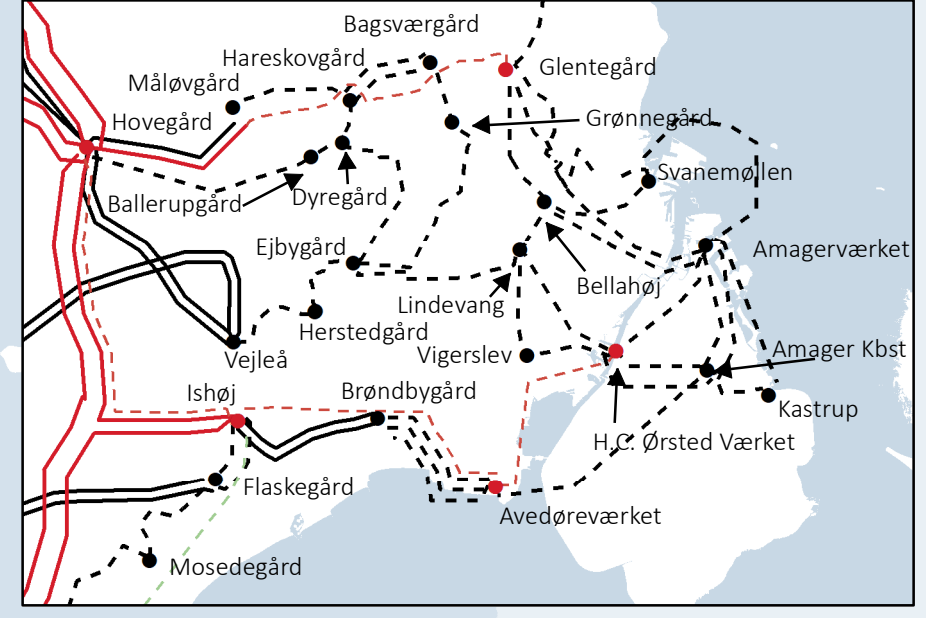 Bagsværgård
Hareskovgård
Glentegård
Måløvgård
Hovegård
Grønnegård
Svanemøllen
Ballerupgård
Dyregård
Ejbygård
Amagerværket
Bellahøj
Lindevang
Herstedgård
Vejleå
Vigerslev
Amager Kbst
Ishøj
Brøndbygård
Kastrup
H.C. Ørsted Værket
Flaskegård
Avedøreværket
Mosedegård